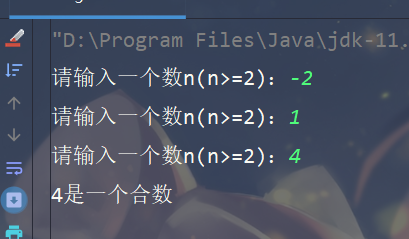 "D:\Program Files\Java\jdk-11.
请输入一个数n(n>=2)：-2
请输入一个数n(n>=2)：1
请输入一个数n(n>=2)：4
4是一个合数